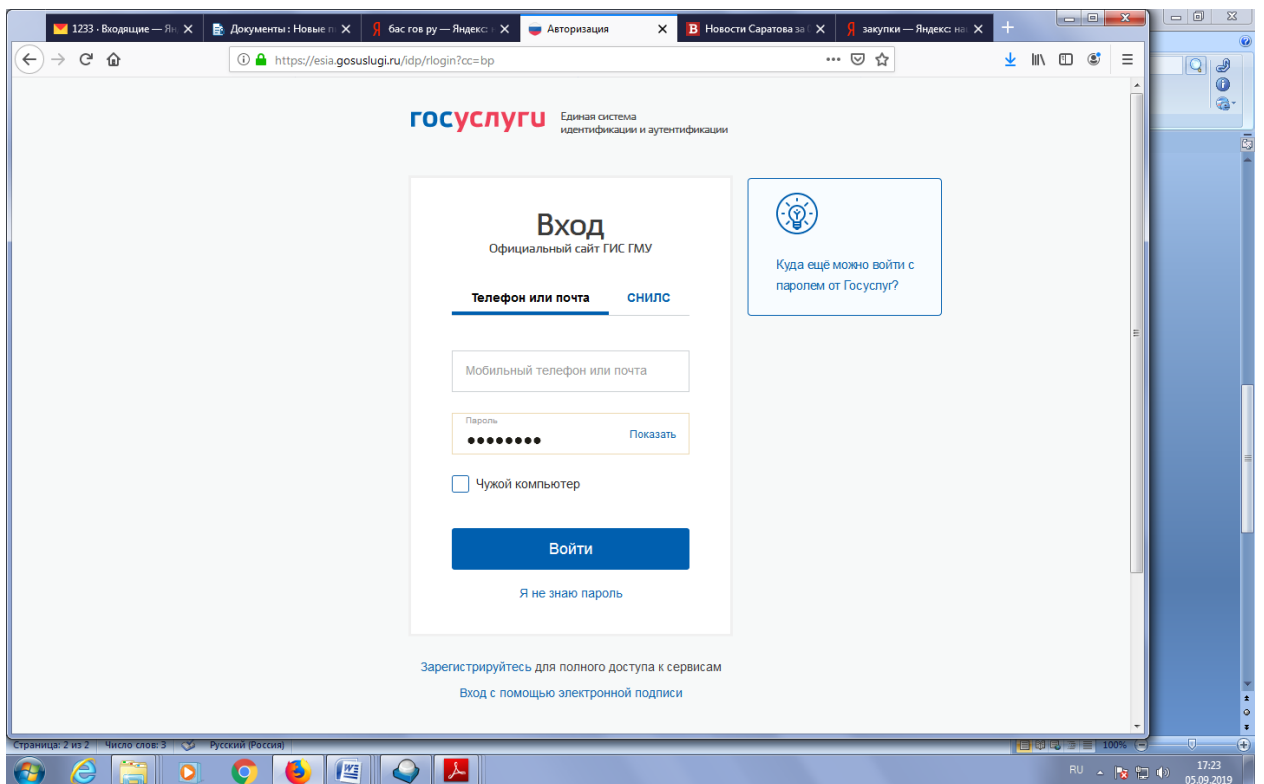 1233 · Входящие — Ян
Документы : Новые п
бас гов ру — Яндекс:
Авторизация
Новости Саратова за
закупки — Яндекс: на
https://esia.gosuslugi.ru/idp/rlogin?cc=bp
госуслуги
Единая система
идентификации и аутентификации
Вход
Официальный сайт ГИС ГМУ
Телефон или почта
СНИЛС
Мобильный телефон или почта
Пароль
Показать
Чужой компьютер
Войти
Я не знаю пароль
Куда ещё можно войти с
паролем от Госуслуг?
Зарегистрируйтесь для полного доступа к сервисам
Вход с помощью электронной подписи
Страница: 2 из 2
Число слов: 3
Русский (Россия)
100%
RU
17:23
05.09.2019